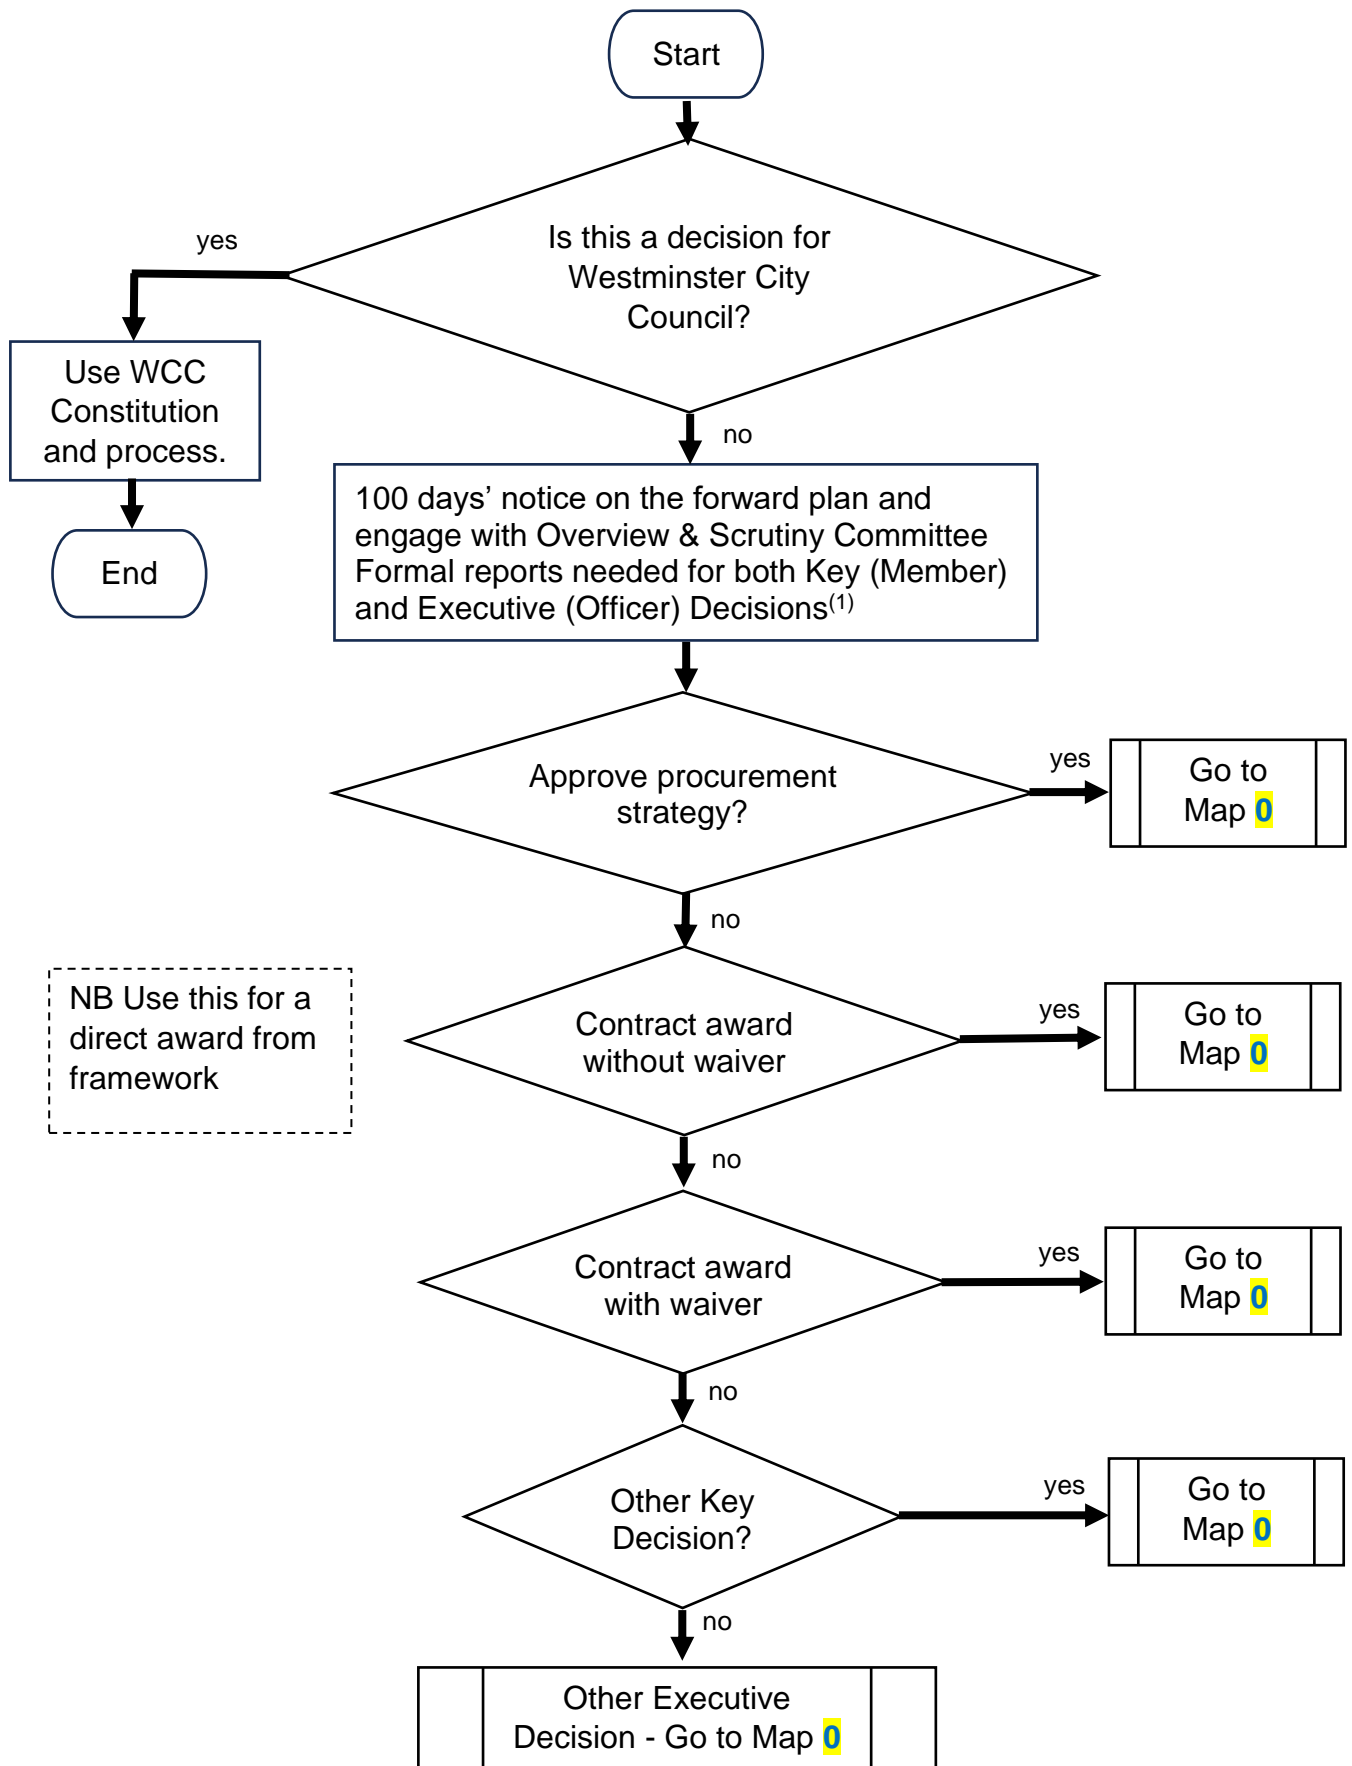 Start
Is this a decision for
Westminster City
Council?
yes
Use WCC
Constitution
and process.
End
no
100 days’ notice on the forward plan and
engage with Overview & Scrutiny Committee
Formal reports needed for both Key (Member)
and Executive (Officer) Decisions(1)
Approve procurement
strategy?
yes
Go to
Map 0
no
NB Use this for a
direct award from
framework
Contract award
without waiver
yes
Go to
Map 0
no
Contract award
with waiver
yes
Go to
Map 0
no
Other Key
Decision?
yes
Go to
Map 0
no
Other Executive
Decision - Go to Map 0